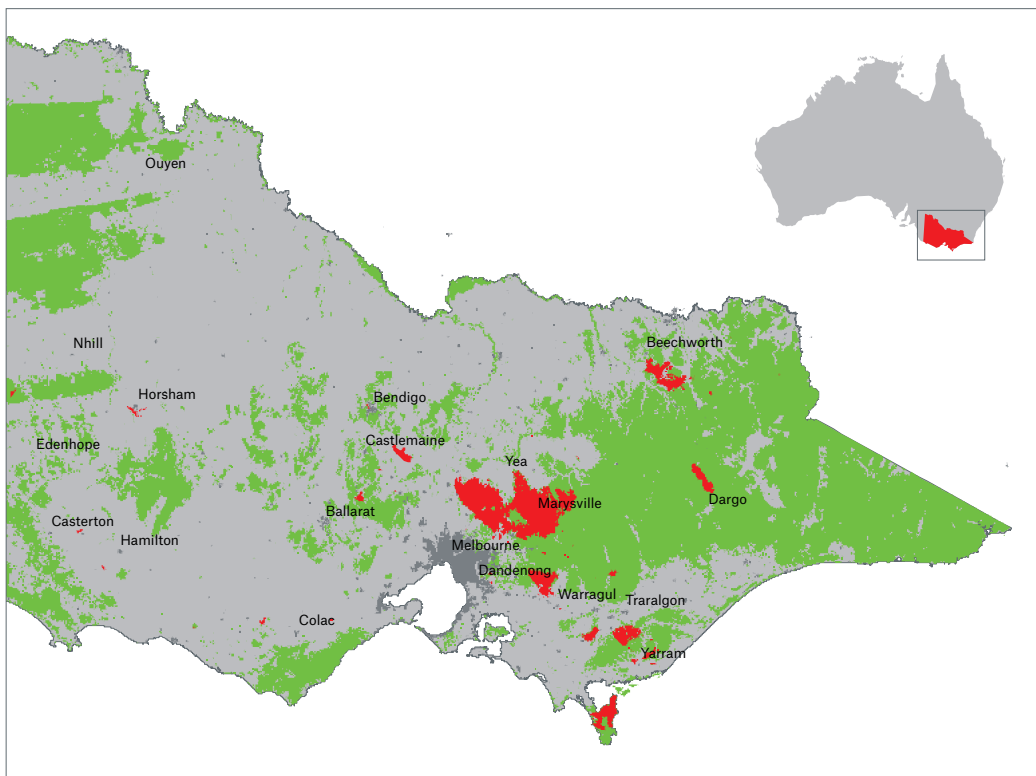 Ouyen
Nhill
Beechworth
Horsham
Bendigo
Edenhope
Castlemaine
Yea
Marysville
Dargo
Ballarat
Casterton
Hamilton
Melbourne
Dandenong
Warragul
Traralgon
Colac
Yarram